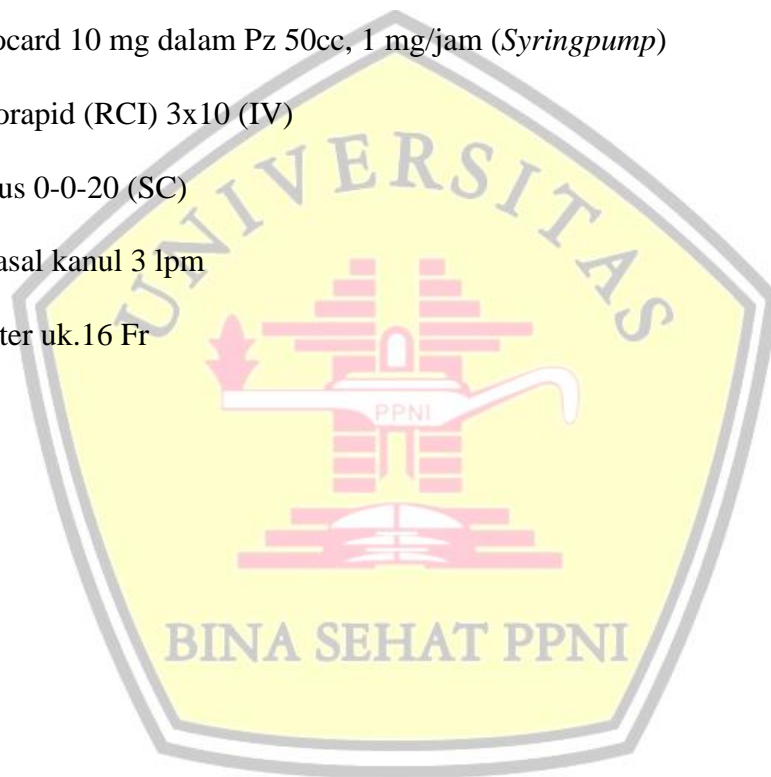 ocard 10 mg dalam Pz 50cc, 1 mg/jam (Syringpump)
orapid (RCI) 3x10 (IV)
us 0-0-20 (SC)
asal kanul 3 lpm
ter uk.16 Fr
UNIVERSITAS
PPNI
BINA SEHAT PPNI